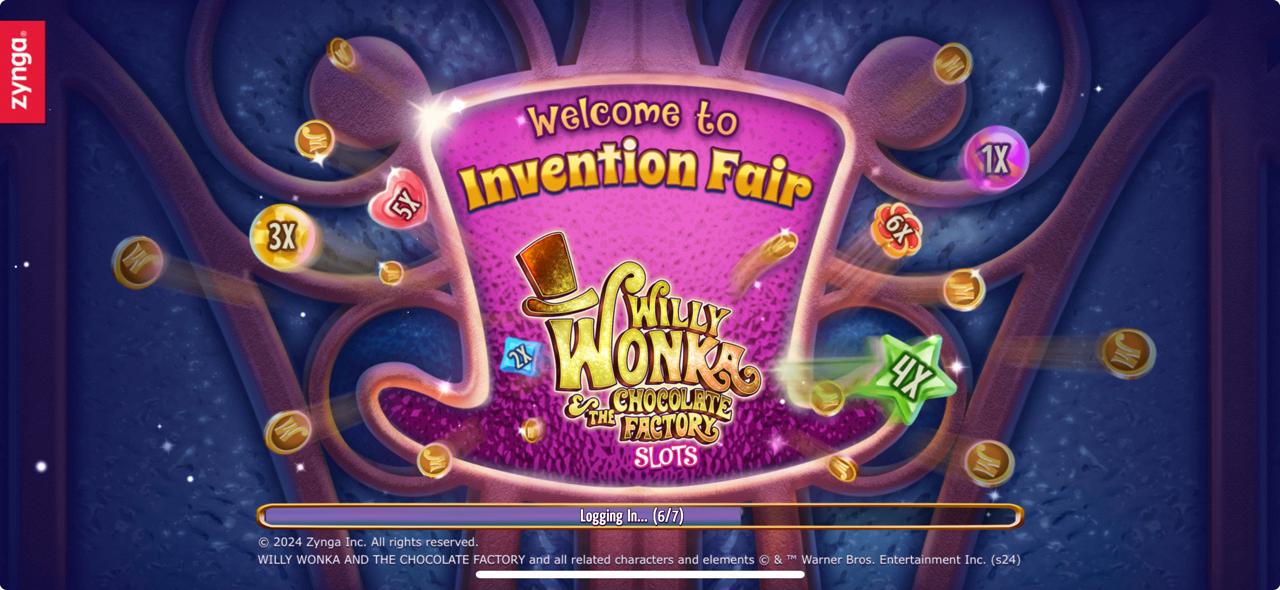 zynga®
Welcome to
Invention Fair
1X
5X
6X
3X
WILLY
WONKA
& THE CHOCOLATE
FACTORY
SLOTS
2X
4X
Logging In... (6/7)
© 2024 Zynga Inc. All rights reserved.
WILLY WONKA AND THE CHOCOLATE FACTORY and all related characters and elements © & ™ Warner Bros. Entertainment Inc. (s24)